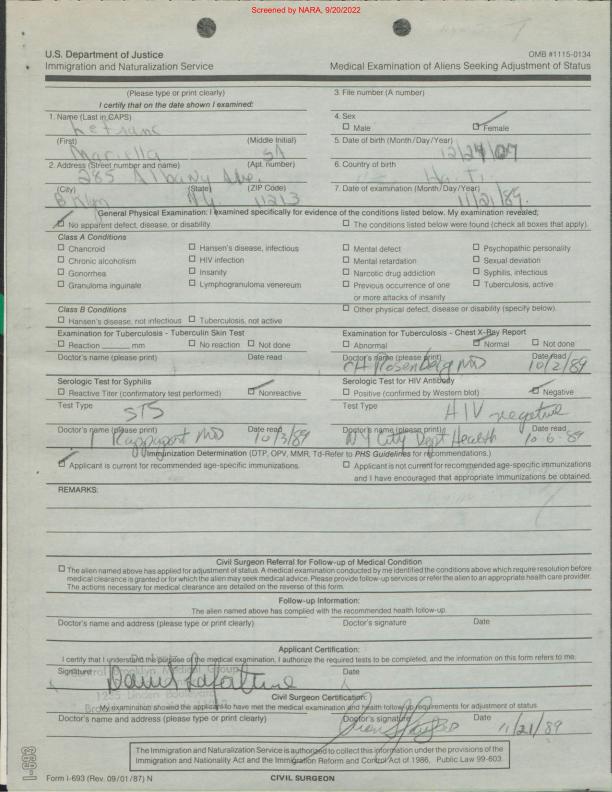 Screened by NARA, 9/20/2022
U.S. Department of Justice
Immigration and Naturalization Service
OMB #1115-0134
Medical Examination of Aliens Seeking Adjustment of Status
(Please type or print clearly)
I certify that on the date shown I examined:
3. File number (A number)
1. Name (Last in CAPS)
4. Sex
☐ Male ☐ Female
(First) (Middle Initial)
5. Date of birth (Month/Day/Year)
12/24/09
2. Address (Street number and name) (Apt. number)
6. Country of birth
285 Albany Ave.
Haiti
(City) (State) (ZIP Code)
7. Date of examination (Month/Day/Year)
Bklyn NY. 11213
11/21/89.
General Physical Examination: I examined specifically for evidence of the conditions listed below. My examination revealed;
☑ No apparent defect, disease, or disability ☐ The conditions listed below were found (check all boxes that apply).
Class A Conditions
☐ Chancroid ☐ Hansen's disease, infectious ☐ Mental defect ☐ Psychopathic personality
☐ Chronic alcoholism ☐ HIV infection ☐ Mental retardation ☐ Sexual deviation
☐ Gonorrhea ☐ Insanity ☐ Narcotic drug addiction ☐ Syphilis, infectious
☐ Granuloma inguinale ☐ Lymphogranuloma venereum ☐ Previous occurrence of one ☐ Tuberculosis, active
or more attacks of insanity
Class B Conditions
☐ Other physical defect, disease or disability (specify below).
☐ Hansen's disease, not infectious ☐ Tuberculosis, not active
Examination for Tuberculosis - Tuberculin Skin Test
Examination for Tuberculosis - Chest X-Ray Report
☐ Reaction ____ mm ☐ No reaction ☐ Not done
☐ Abnormal ☑ Normal ☐ Not done
Doctor's name (please print) Date read
Doctor's name (please print) Date read
CH Rosenberg MD 10/2/89
Serologic Test for Syphilis
Serologic Test for HIV Antibody
☐ Reactive Titer (confirmatory test performed) ☑ Nonreactive
☐ Positive (confirmed by Western blot) ☑ Negative
Test Type
STS
Test Type
HIV negative
Doctor's name (please print) Date read
Rappaport MD 10/3/89
Doctor's name (please print) Date read
NY City Dept Health 10-6-89
Immunization Determination (DTP, OPV, MMR, Td-Refer to PHS Guidelines for recommendations.)
☑ Applicant is current for recommended age-specific immunizations.
☐ Applicant is not current for recommended age-specific immunizations
and I have encouraged that appropriate immunizations be obtained.
REMARKS:
Civil Surgeon Referral for Follow-up of Medical Condition
☐ The alien named above has applied for adjustment of status. A medical examination conducted by me identified the conditions above which require resolution before
medical clearance is granted or for which the alien may seek medical advice. Please provide follow-up services or refer the alien to an appropriate health care provider.
The actions necessary for medical clearance are detailed on the reverse of this form.
Follow-up Information:
The alien named above has complied with the recommended health follow-up.
Doctor's name and address (please type or print clearly) Doctor's signature Date
Applicant Certification:
I certify that I understand the purpose of the medical examination, I authorize the required tests to be completed, and the information on this form refers to me.
Signature Date
Civil Surgeon Certification:
My examination showed the applicant to have met the medical examination and health follow up requirements for adjustment of status
Doctor's name and address (please type or print clearly) Doctor's signature Date
11/21/89
The Immigration and Naturalization Service is authorized to collect this information under the provisions of the
Immigration and Nationality Act and the Immigration Reform and Control Act of 1986, Public Law 99-603.
I-693
Form I-693 (Rev. 09/01/87) N
CIVIL SURGEON